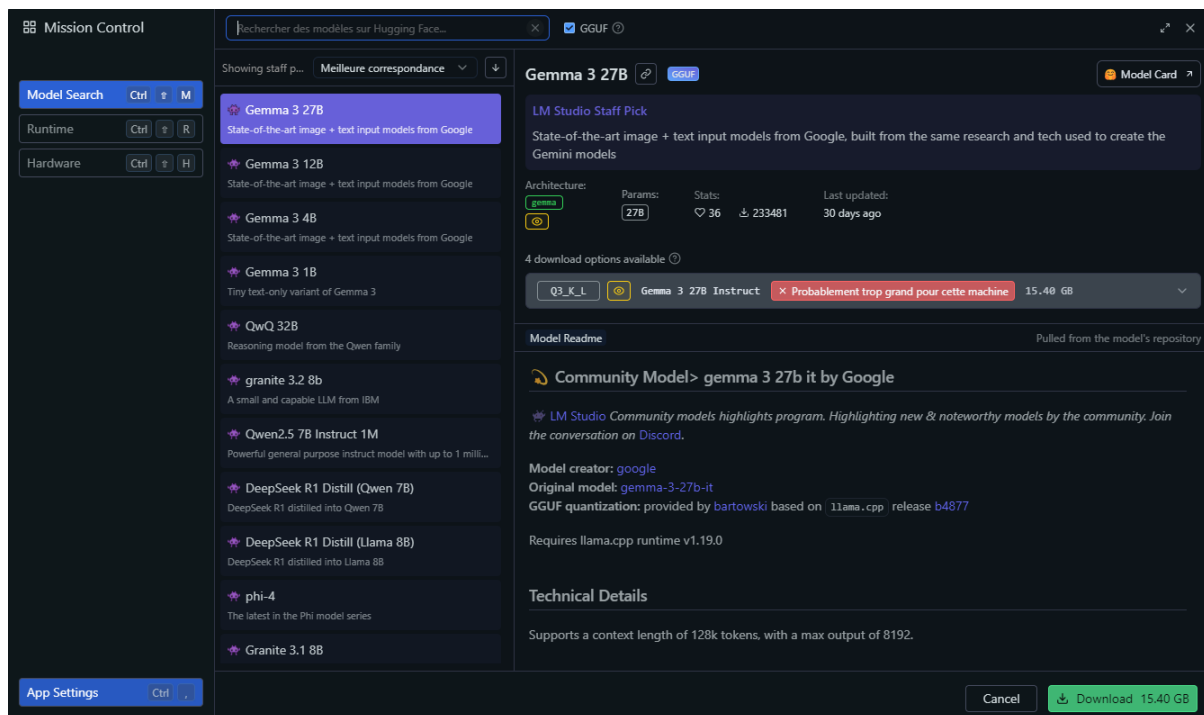 Mission Control
Rechercher des modèles sur Hugging Face...
GGUF
Model Search Ctrl ⇧ M
Runtime Ctrl ⇧ R
Hardware Ctrl ⇧ H
App Settings Ctrl ,
Showing staff p... Meilleure correspondance
Gemma 3 27B
State-of-the-art image + text input models from Google
Gemma 3 12B
State-of-the-art image + text input models from Google
Gemma 3 4B
State-of-the-art image + text input models from Google
Gemma 3 1B
Tiny text-only variant of Gemma 3
QwQ 32B
Reasoning model from the Qwen family
granite 3.2 8b
A small and capable LLM from IBM
Qwen2.5 7B Instruct 1M
Powerful general purpose instruct model with up to 1 milli...
DeepSeek R1 Distill (Qwen 7B)
DeepSeek R1 distilled into Qwen 7B
DeepSeek R1 Distill (Llama 8B)
DeepSeek R1 distilled into Llama 8B
phi-4
The latest in the Phi model series
Granite 3.1 8B
Gemma 3 27B GGUF Model Card
LM Studio Staff Pick
State-of-the-art image + text input models from Google, built from the same research and tech used to create the
Gemini models
Architecture: Params: Stats: Last updated:
gemma 27B 36 233481 30 days ago
4 download options available
Q3_K_L Gemma 3 27B Instruct × Probablement trop grand pour cette machine 15.40 GB
Model Readme Pulled from the model's repository
Community Model> gemma 3 27b it by Google
LM Studio Community models highlights program. Highlighting new & noteworthy models by the community. Join
the conversation on Discord.
Model creator: google
Original model: gemma-3-27b-it
GGUF quantization: provided by bartowski based on llama.cpp release b4877
Requires llama.cpp runtime v1.19.0
Technical Details
Supports a context length of 128k tokens, with a max output of 8192.
Cancel Download 15.40 GB